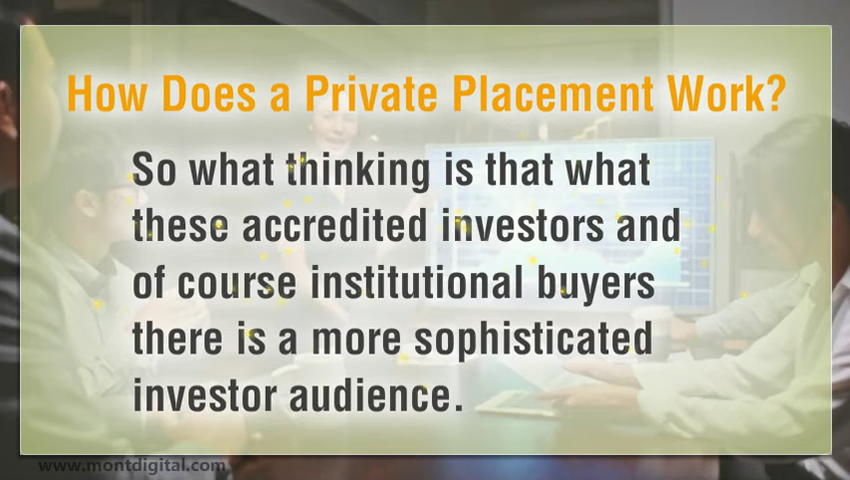 How Does a Private Placement Work?
So what thinking is that what
these accredited investors and
of course institutional buyers
there is a more sophisticated
investor audience.
www.montdigital.com